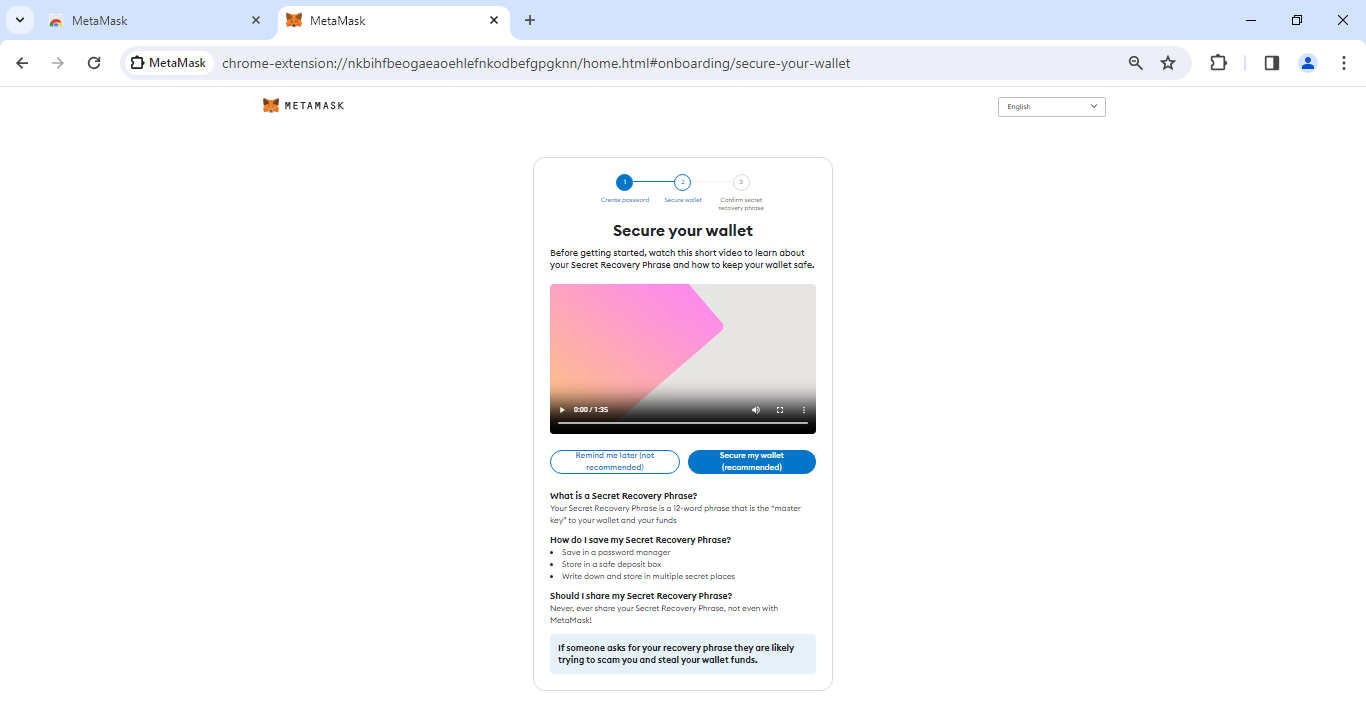 MetaMask
MetaMask
MetaMask
chrome-extension://nkbihfbeogaeaoehlefnkodbefgpgknn/home.html#onboarding/secure-your-wallet
METAMASK
English
1
2
3
Create password
Secure wallet
Confirm secret
recovery phrase
Secure your wallet
Before getting started, watch this short video to learn about
your Secret Recovery Phrase and how to keep your wallet safe.
0:00 / 1:35
Remind me later (not
recommended)
Secure my wallet
(recommended)
What is a Secret Recovery Phrase?
Your Secret Recovery Phrase is a 12-word phrase that is the “master
key” to your wallet and your funds
How do I save my Secret Recovery Phrase?
• Save in a password manager
• Store in a safe deposit box
• Write down and store in multiple secret places
Should I share my Secret Recovery Phrase?
Never, ever share your Secret Recovery Phrase, not even with
MetaMask!
If someone asks for your recovery phrase they are likely
trying to scam you and steal your wallet funds.